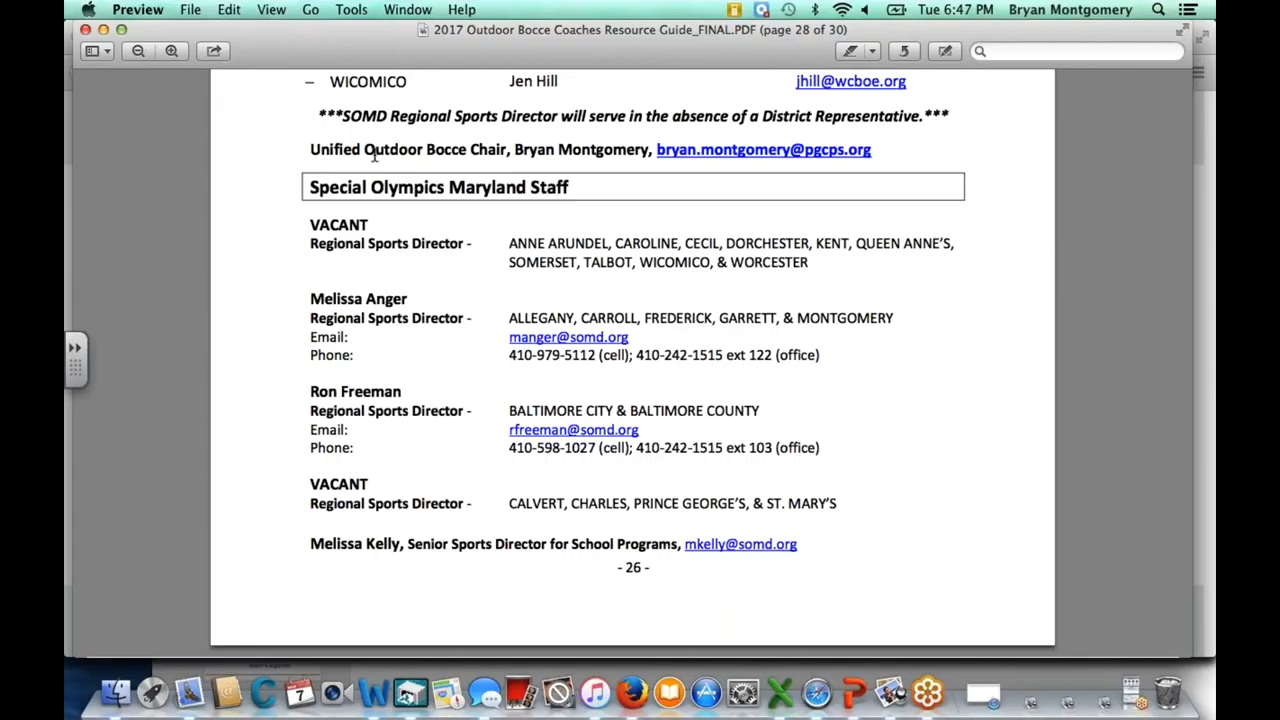 Preview File Edit View Go Tools Window Help Tue 6:47 PM Bryan Montgomery
2017 Outdoor Bocce Coaches Resource Guide_FINAL.PDF (page 28 of 30)
– WICOMICO Jen Hill jhill@wcboe.org
***SOMD Regional Sports Director will serve in the absence of a District Representative.***
Unified Outdoor Bocce Chair, Bryan Montgomery, bryan.montgomery@pgcps.org
Special Olympics Maryland Staff
VACANT
Regional Sports Director - ANNE ARUNDEL, CAROLINE, CECIL, DORCHESTER, KENT, QUEEN ANNE'S,
SOMERSET, TALBOT, WICOMICO, & WORCESTER
Melissa Anger
Regional Sports Director - ALLEGANY, CARROLL, FREDERICK, GARRETT, & MONTGOMERY
Email: manger@somd.org
Phone: 410-979-5112 (cell); 410-242-1515 ext 122 (office)
Ron Freeman
Regional Sports Director - BALTIMORE CITY & BALTIMORE COUNTY
Email: rfreeman@somd.org
Phone: 410-598-1027 (cell); 410-242-1515 ext 103 (office)
VACANT
Regional Sports Director - CALVERT, CHARLES, PRINCE GEORGE'S, & ST. MARY'S
Melissa Kelly, Senior Sports Director for School Programs, mkelly@somd.org
- 26 -
7